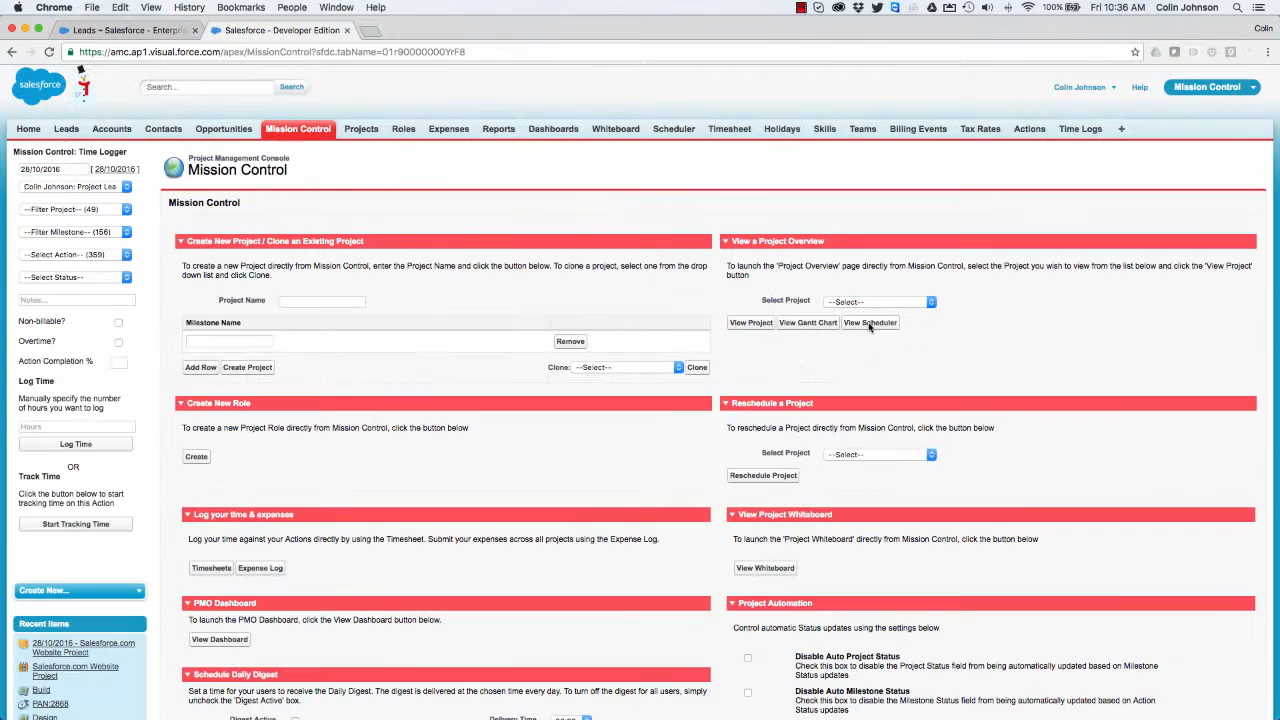 Chrome File Edit View History Bookmarks People Window Help
100% Fri 10:36 AM Colin Johnson
Leads ~ Salesforce - Enterpris
Salesforce - Developer Edition
Colin
https://amc.ap1.visual.force.com/apex/MissionControl?sfdc.tabName=01r90000000YrF8
salesforce
Search...
Search
Colin Johnson
Help
Mission Control
Home Leads Accounts Contacts Opportunities Mission Control Projects Roles Expenses Reports Dashboards Whiteboard Scheduler Timesheet Holidays Skills Teams Billing Events Tax Rates Actions Time Logs +
Mission Control: Time Logger
28/10/2016 [ 28/10/2016 ]
Colin Johnson: Project Lea
--Filter Project-- (49)
--Filter Milestone-- (156)
--Select Action-- (359)
--Select Status--
Notes...
Non-billable?
Overtime?
Action Completion %
Log Time
Manually specify the number
of hours you want to log
Hours
Log Time
OR
Track Time
Click the button below to start
tracking time on this Action
Start Tracking Time
Create New...
Recent Items
28/10/2016 - Salesforce.com
Website Project
Salesforce.com Website
Project
Build
PAN:2868
Design
Project Management Console
Mission Control
Mission Control
Create New Project / Clone an Existing Project
To create a new Project directly from Mission Control, enter the Project Name and click the button below. To clone a project, select one from the drop
down list and click Clone.
Project Name
Milestone Name
Remove
Add Row Create Project
Clone: --Select-- Clone
View a Project Overview
To launch the 'Project Overview' page directly from Mission Control, select the Project you wish to view from the list below and click the 'View Project'
button
Select Project --Select--
View Project View Gantt Chart View Scheduler
Create New Role
To create a new Project Role directly from Mission Control, click the button below
Create
Reschedule a Project
To reschedule a Project directly from Mission Control, click the button below
Select Project --Select--
Reschedule Project
Log your time & expenses
Log your time against your Actions directly by using the Timesheet. Submit your expenses across all projects using the Expense Log.
Timesheets Expense Log
View Project Whiteboard
To launch the 'Project Whiteboard' directly from Mission Control, click the button below
View Whiteboard
PMO Dashboard
To launch the PMO Dashboard, click the View Dashboard button below.
View Dashboard
Project Automation
Control automatic Status updates using the settings below
Disable Auto Project Status
Check this box to disable the Project Status field from being automatically updated based on Milestone
Status updates
Disable Auto Milestone Status
Check this box to disable the Milestone Status field from being automatically updated based on Action
Status updates
Schedule Daily Digest
Set a time for your users to receive the Daily Digest. The digest is delivered at the chosen time every day. To turn off the digest for all users, simply
uncheck the 'Digest Active' box.
Digest Active
Delivery Time